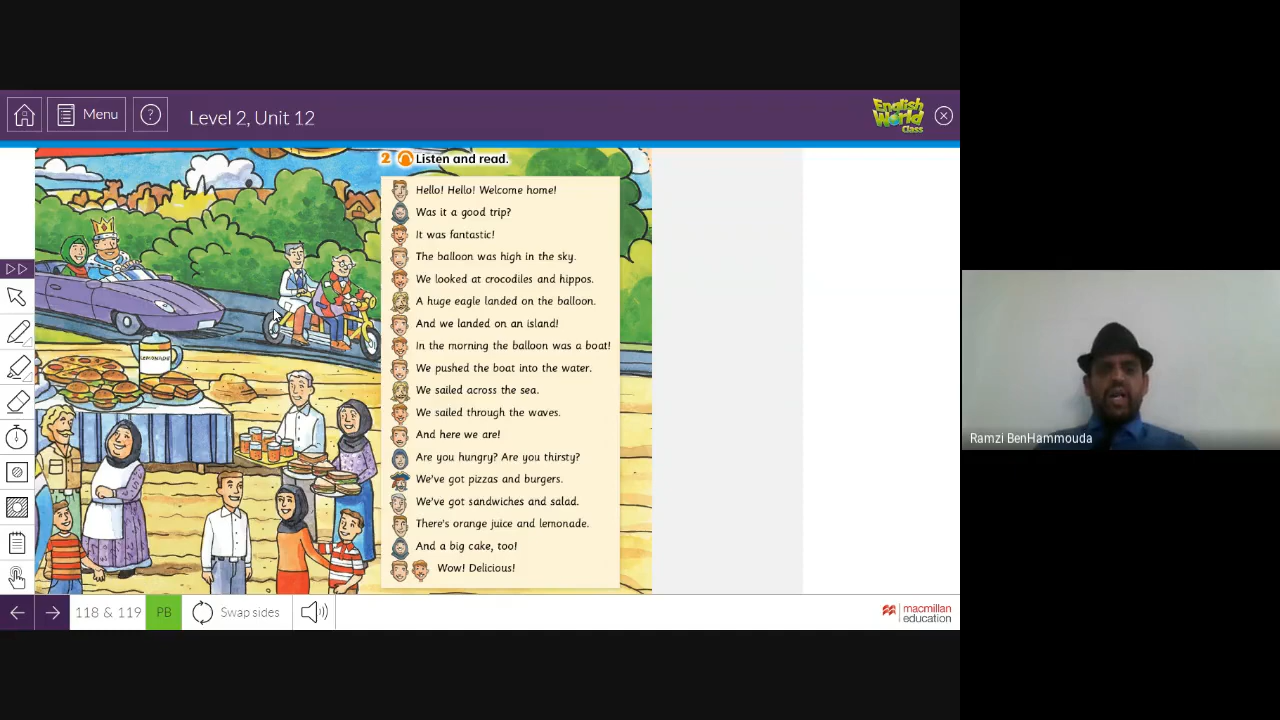 Menu
?
Level 2, Unit 12
English World Class
2 Listen and read.
Hello! Hello! Welcome home!
Was it a good trip?
It was fantastic!
The balloon was high in the sky.
We looked at crocodiles and hippos.
A huge eagle landed on the balloon.
And we landed on an island!
In the morning the balloon was a boat!
We pushed the boat into the water.
We sailed across the sea.
We sailed through the waves.
And here we are!
Are you hungry? Are you thirsty?
We've got pizzas and burgers.
We've got sandwiches and salad.
There's orange juice and lemonade.
And a big cake, too!
Wow! Delicious!
LEMONADE
118 & 119
PB
Swap sides
macmillan
education
Ramzi BenHammouda